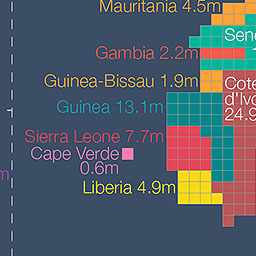 Mauritania 4.5m
Sene
Gambia 2.2m
Guinea-Bissau 1.9m
Cote
d'Ivo
24.9
Guinea 13.1m
Sierra Leone 7.7m
Cape Verde
0.6m
m
Liberia 4.9m